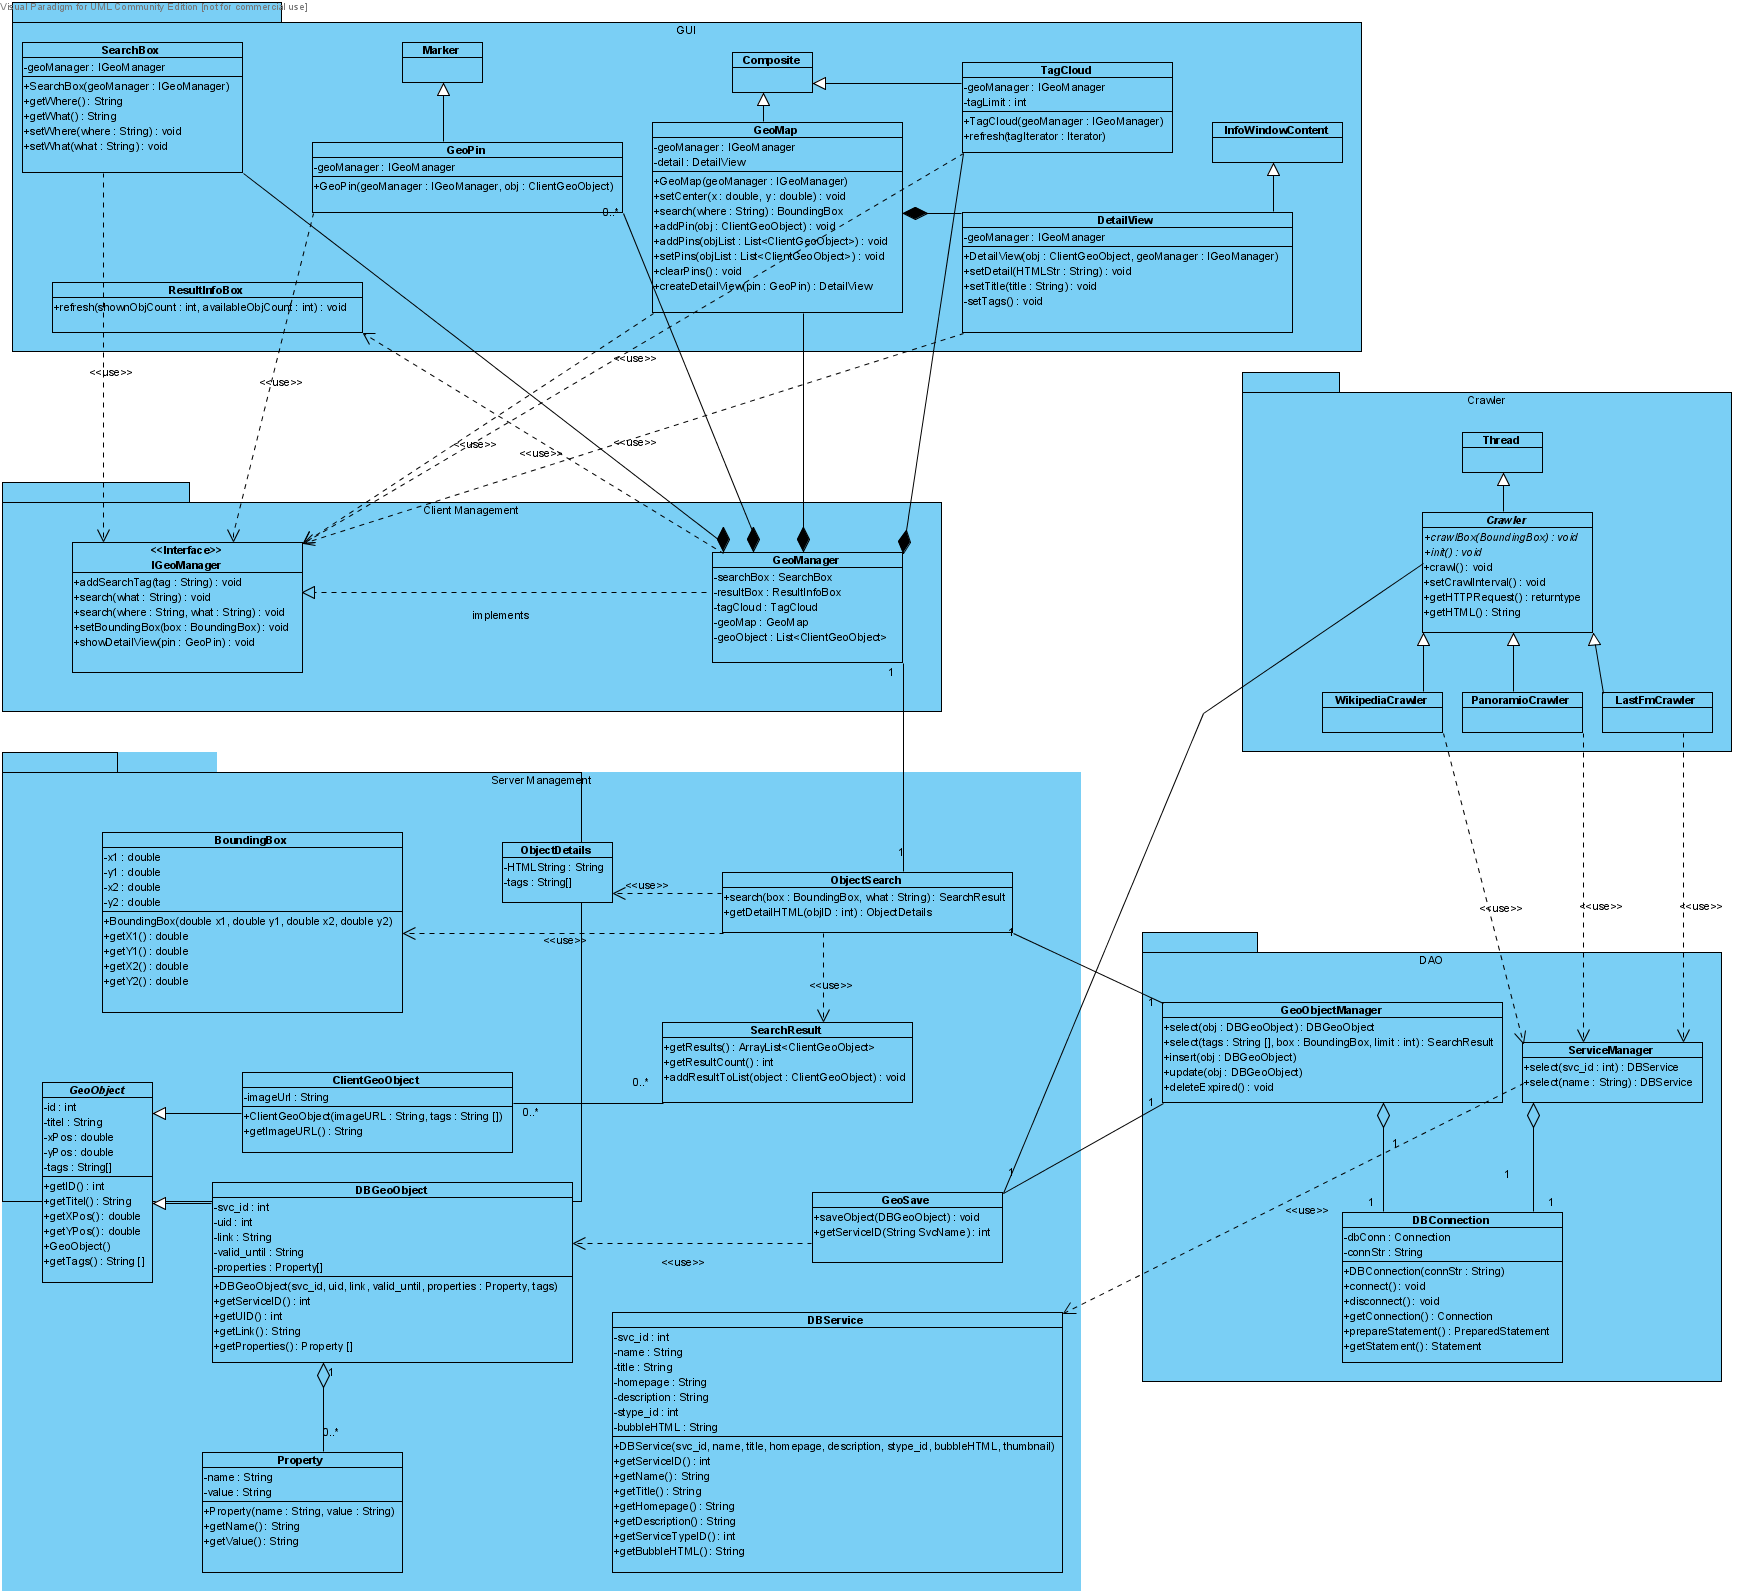 Visual Paradigm for UML Community Edition [not for commercial use]
GUI
SearchBox
-geoManager : IGeoManager
+SearchBox(geoManager : IGeoManager)
+getWhere() : String
+getWhat() : String
+setWhere(where : String) : void
+setWhat(what : String) : void
Marker
GeoPin
-geoManager : IGeoManager
+GeoPin(geoManager : IGeoManager, obj : ClientGeoObject)
0..*
Composite
GeoMap
-geoManager : IGeoManager
-detail : DetailView
+GeoMap(geoManager : IGeoManager)
+setCenter(x : double, y : double) : void
+search(where : String) : BoundingBox
+addPin(obj : ClientGeoObject) : void
+addPins(objList : List<ClientGeoObject>) : void
+setPins(objList : List<ClientGeoObject>) : void
+clearPins() : void
+createDetailView(pin : GeoPin) : DetailView
TagCloud
-geoManager : IGeoManager
-tagLimit : int
+TagCloud(geoManager : IGeoManager)
+refresh(tagIterator : Iterator)
InfoWindowContent
DetailView
-geoManager : IGeoManager
+DetailView(obj : ClientGeoObject, geoManager : IGeoManager)
+setDetail(HTMLStr : String) : void
+setTitle(title : String) : void
-setTags() : void
ResultInfoBox
+refresh(shownObjCount : int, availableObjCount : int) : void
<<use>>
<<use>>
<<use>>
<<use>>
<<use>>
<<use>>
Client Management
<<Interface>>
IGeoManager
+addSearchTag(tag : String) : void
+search(what : String) : void
+search(where : String, what : String) : void
+setBoundingBox(box : BoundingBox) : void
+showDetailView(pin : GeoPin) : void
implements
GeoManager
-searchBox : SearchBox
-resultBox : ResultInfoBox
-tagCloud : TagCloud
-geoMap : GeoMap
-geoObject : List<ClientGeoObject>
1
Crawler
Thread
Crawler
+crawlBox(BoundingBox) : void
+init() : void
+crawl() : void
+setCrawlInterval() : void
+getHTTPRequest() : returntype
+getHTML() : String
WikipediaCrawler
PanoramioCrawler
LastFmCrawler
<<use>>
<<use>>
<<use>>
Server Management
BoundingBox
-x1 : double
-y1 : double
-x2 : double
-y2 : double
+BoundingBox(double x1, double y1, double x2, double y2)
+getX1() : double
+getY1() : double
+getX2() : double
+getY2() : double
ObjectDetails
-HTMLString : String
-tags : String[]
<<use>>
<<use>>
1
ObjectSearch
+search(box : BoundingBox, what : String) : SearchResult
+getDetailHTML(objID : int) : ObjectDetails
1
<<use>>
SearchResult
+getResults() : ArrayList<ClientGeoObject>
+getResultCount() : int
+addResultToList(object : ClientGeoObject) : void
0..*
0..*
ClientGeoObject
-imageUrl : String
+ClientGeoObject(imageURL : String, tags : String [])
+getImageURL() : String
GeoObject
-id : int
-titel : String
-xPos : double
-yPos : double
-tags : String[]
+getID() : int
+getTitel() : String
+getXPos() : double
+getYPos() : double
+GeoObject()
+getTags() : String []
DBGeoObject
-svc_id : int
-uid : int
-link : String
-valid_until : String
-properties : Property[]
+DBGeoObject(svc_id, uid, link, valid_until, properties : Property, tags)
+getServiceID() : int
+getUID() : int
+getLink() : String
+getProperties() : Property []
1
0..*
Property
-name : String
-value : String
+Property(name : String, value : String)
+getName() : String
+getValue() : String
1
GeoSave
+saveObject(DBGeoObject) : void
+getServiceID(String SvcName) : int
<<use>>
DBService
-svc_id : int
-name : String
-title : String
-homepage : String
-description : String
-stype_id : int
-bubbleHTML : String
+DBService(svc_id, name, title, homepage, description, stype_id, bubbleHTML, thumbnail)
+getServiceID() : int
+getName() : String
+getTitle() : String
+getHomepage() : String
+getDescription() : String
+getServiceTypeID() : int
+getBubbleHTML() : String
DAO
1
GeoObjectManager
+select(obj : DBGeoObject) : DBGeoObject
+select(tags : String [], box : BoundingBox, limit : int) : SearchResult
+insert(obj : DBGeoObject)
+update(obj : DBGeoObject)
+deleteExpired() : void
1
ServiceManager
+select(svc_id : int) : DBService
+select(name : String) : DBService
1
1
1
1
<<use>>
DBConnection
-dbConn : Connection
-connStr : String
+DBConnection(connStr : String)
+connect() : void
+disconnect() : void
+getConnection() : Connection
+prepareStatement() : PreparedStatement
+getStatement() : Statement